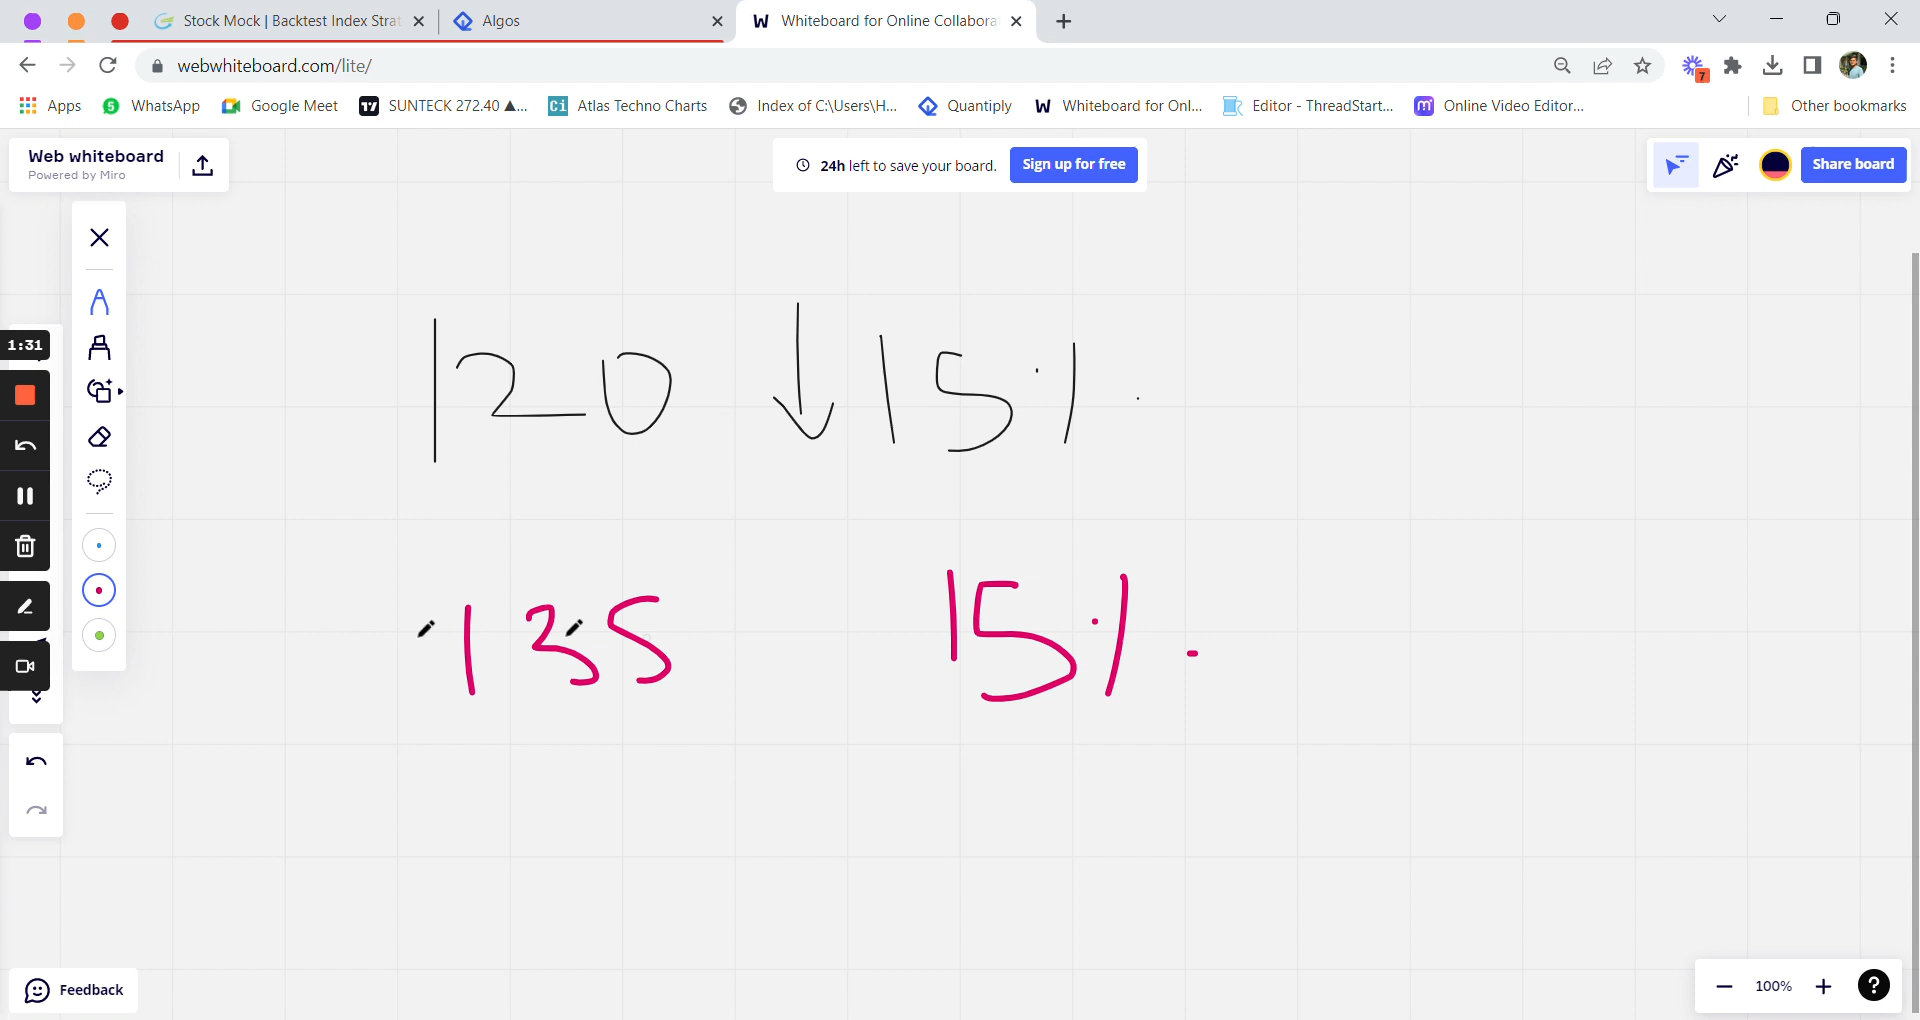 Stock Mock | Backtest Index Strat
Algos
Whiteboard for Online Collabora
webwhiteboard.com/lite/
7
Apps
WhatsApp
Google Meet
SUNTECK 272.40 ▲...
Atlas Techno Charts
Index of C:\Users\H...
Quantiply
Whiteboard for Onl...
Editor - ThreadStart...
Online Video Editor...
Other bookmarks
Web whiteboard
Powered by Miro
24h left to save your board.
Sign up for free
Share board
1:31
120 ↓ 15%
135 15%
Feedback
100%